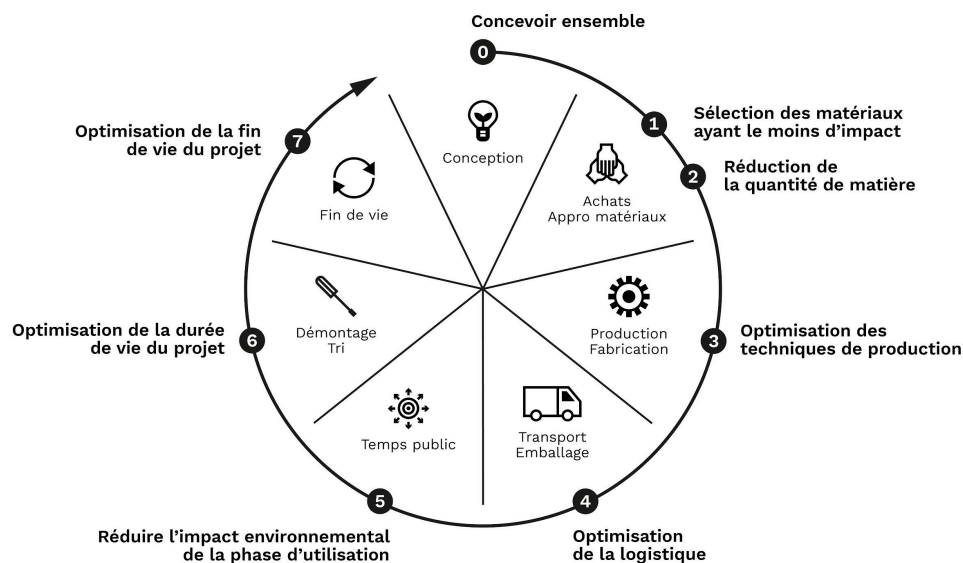 Concevoir ensemble
0
Conception
1
Sélection des matériaux
ayant le moins d’impact
2
Réduction de
la quantité de matière
Achats
Appro matériaux
3
Optimisation des
techniques de production
Production
Fabrication
4
Optimisation
de la logistique
Transport
Emballage
5
Réduire l’impact environnemental
de la phase d’utilisation
Temps public
6
Optimisation de la durée
de vie du projet
Démontage
Tri
7
Optimisation de la fin
de vie du projet
Fin de vie